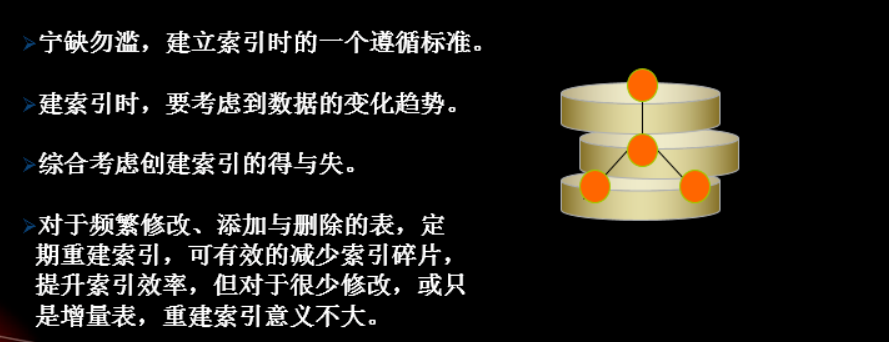 宁缺勿滥，建立索引时的一个遵循标准。
建索引时，要考虑到数据的变化趋势。
综合考虑创建索引的得与失。
对于频繁修改、添加与删除的表，定
期重建索引，可有效的减少索引碎片，
提升索引效率，但对于很少修改，或只
是增量表，重建索引意义不大。